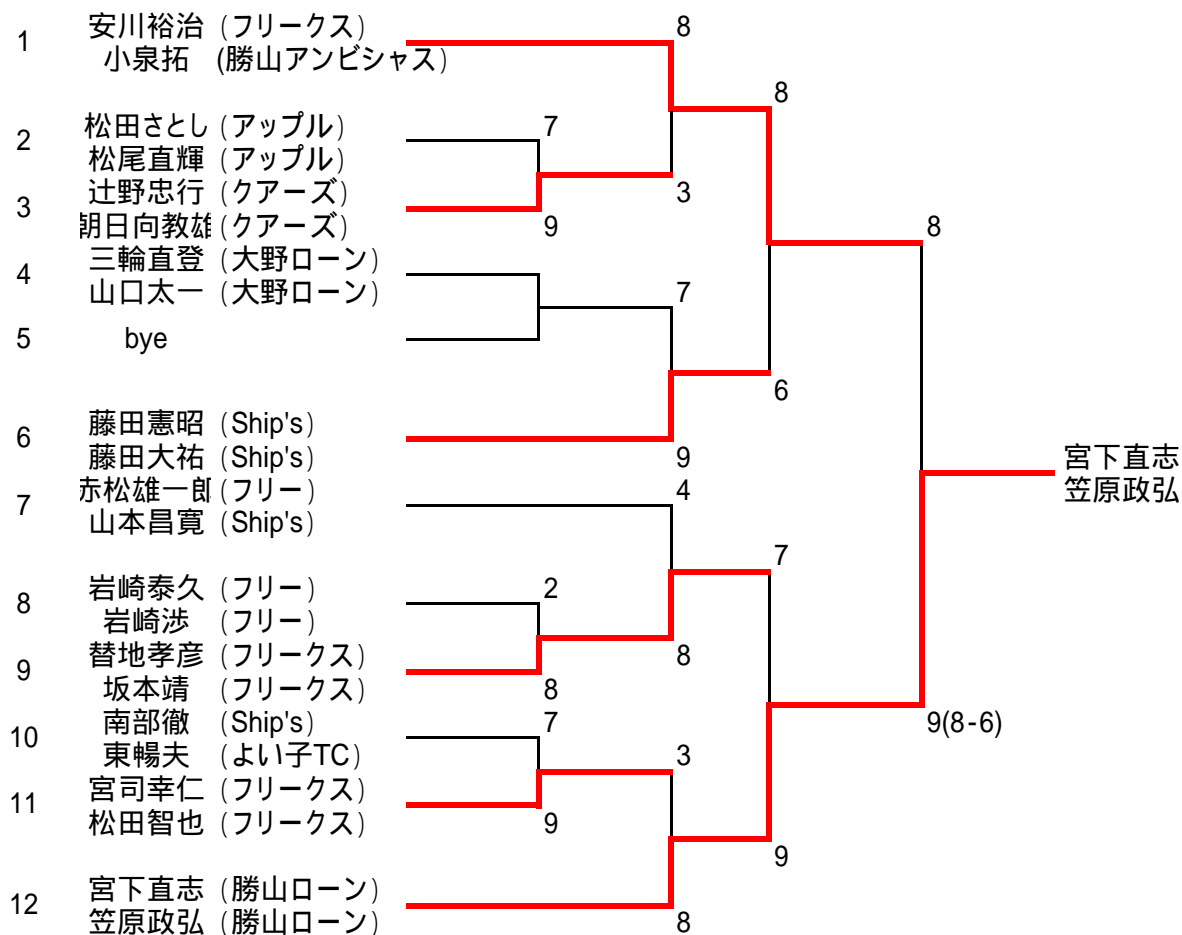 1
安川裕治 (フリークス)
小泉拓 (勝山アンビシャス)
8
8
2
松田さとし (アップル)
松尾直輝 (アップル)
7
3
辻野忠行 (クアーズ)
朝日向教雄 (クアーズ)
9
3
8
4
三輪直登 (大野ローン)
山口太一 (大野ローン)
7
5
bye
6
6
藤田憲昭 (Ship's)
藤田大祐 (Ship's)
9
宮下直志
笠原政弘
7
赤松雄一郎 (フリー)
山本昌寛 (Ship's)
4
7
8
岩崎泰久 (フリー)
岩崎渉 (フリー)
2
9
替地孝彦 (フリークス)
坂本靖 (フリークス)
8
8
10
南部徹 (Ship's)
東暢夫 (よい子TC)
7
9(8-6)
3
11
宮司幸仁 (フリークス)
松田智也 (フリークス)
9
9
12
宮下直志 (勝山ローン)
笠原政弘 (勝山ローン)
8